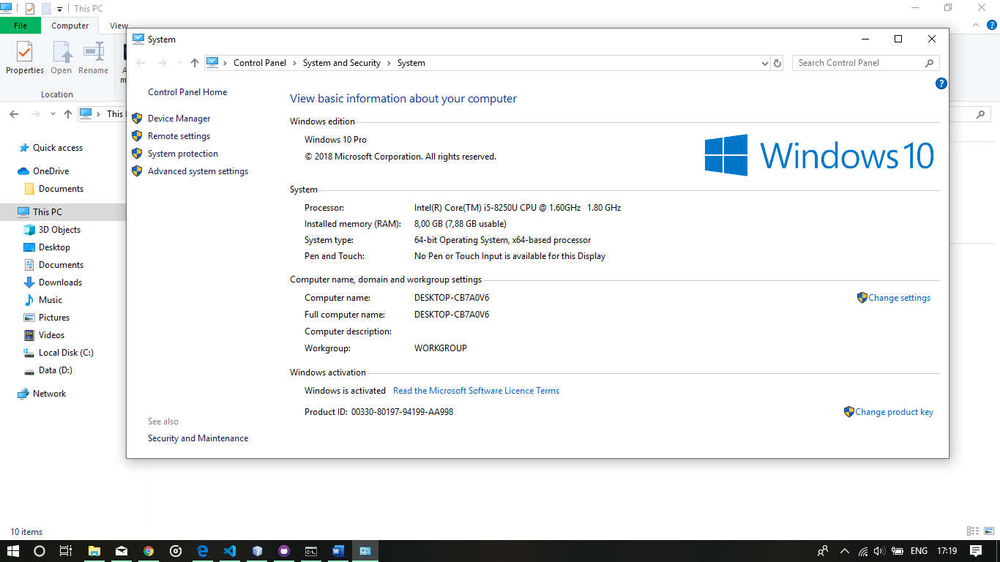 This PC
File
Computer
View
Properties
Open
Rename
Location
This
System
Control Panel
System and Security
System
Search Control Panel
Quick access
OneDrive
Documents
This PC
3D Objects
Desktop
Documents
Downloads
Music
Pictures
Videos
Local Disk (C:)
Data (D:)
Network
Control Panel Home
Device Manager
Remote settings
System protection
Advanced system settings
See also
Security and Maintenance
View basic information about your computer
Windows edition
Windows 10 Pro
© 2018 Microsoft Corporation. All rights reserved.
Windows 10
System
Processor: Intel(R) Core(TM) i5-8250U CPU @ 1.60GHz 1.80 GHz
Installed memory (RAM): 8,00 GB (7,88 GB usable)
System type: 64-bit Operating System, x64-based processor
Pen and Touch: No Pen or Touch Input is available for this Display
Computer name, domain and workgroup settings
Computer name: DESKTOP-CB7A0V6
Change settings
Full computer name: DESKTOP-CB7A0V6
Computer description:
Workgroup: WORKGROUP
Windows activation
Windows is activated Read the Microsoft Software Licence Terms
Product ID: 00330-80197-94199-AA998
Change product key
10 items
ENG
17:19